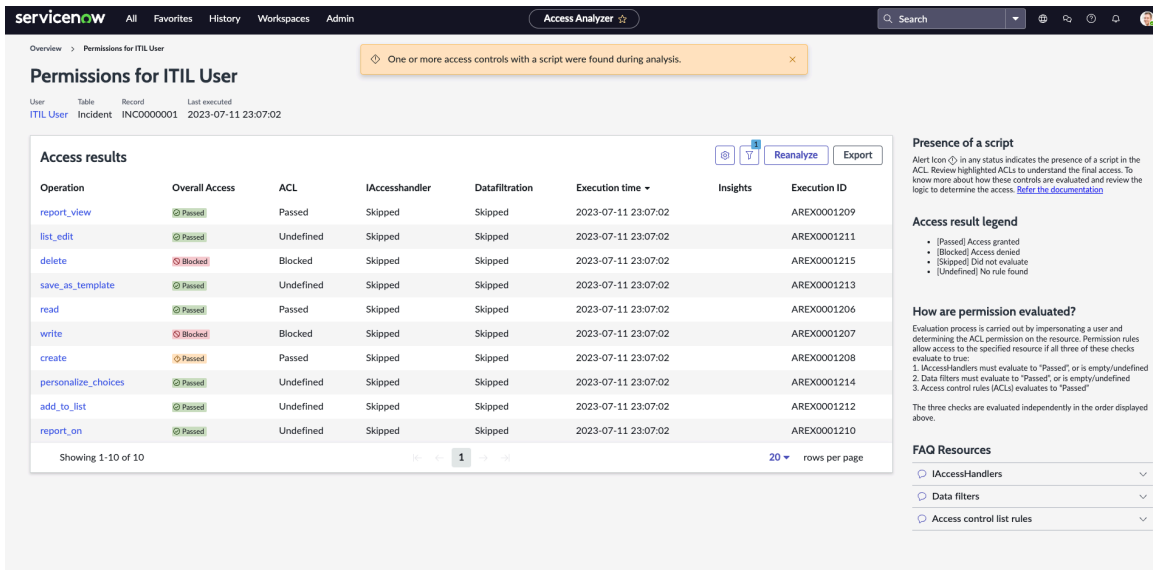 servicenow All Favorites History Workspaces Admin Access Analyzer Search
Overview > Permissions for ITIL User
One or more access controls with a script were found during analysis.
Permissions for ITIL User
User Table Record Last executed
ITIL User Incident INC0000001 2023-07-11 23:07:02
Access results
1
Reanalyze Export
Operation Overall Access ACL IAccesshandler Datafiltration Execution time Insights Execution ID
report_view Passed Passed Skipped Skipped 2023-07-11 23:07:02 AREX0001209
list_edit Passed Undefined Skipped Skipped 2023-07-11 23:07:02 AREX0001211
delete Blocked Blocked Skipped Skipped 2023-07-11 23:07:02 AREX0001215
save_as_template Passed Undefined Skipped Skipped 2023-07-11 23:07:02 AREX0001213
read Passed Passed Skipped Skipped 2023-07-11 23:07:02 AREX0001206
write Blocked Blocked Skipped Skipped 2023-07-11 23:07:02 AREX0001207
create Passed Passed Skipped Skipped 2023-07-11 23:07:02 AREX0001208
personalize_choices Passed Undefined Skipped Skipped 2023-07-11 23:07:02 AREX0001214
add_to_list Passed Undefined Skipped Skipped 2023-07-11 23:07:02 AREX0001212
report_on Passed Undefined Skipped Skipped 2023-07-11 23:07:02 AREX0001210
Showing 1-10 of 10 1 20 rows per page
Presence of a script
Alert Icon in any status indicates the presence of a script in the
ACL. Review highlighted ACLs to understand the final access. To
know more about how these controls are evaluated and review the
logic to determine the access. Refer the documentation
Access result legend
• [Passed] Access granted
• [Blocked] Access denied
• [Skipped] Did not evaluate
• [Undefined] No rule found
How are permission evaluated?
Evaluation process is carried out by impersonating a user and
determining the ACL permission on the resource. Permission rules
allow access to the specified resource if all three of these checks
evaluate to true:
1. IAccessHandlers must evaluate to "Passed", or is empty/undefined
2. Data filters must evaluate to "Passed", or is empty/undefined
3. Access control rules (ACLs) evaluates to "Passed"
The three checks are evaluated independently in the order displayed
above.
FAQ Resources
IAccessHandlers
Data filters
Access control list rules